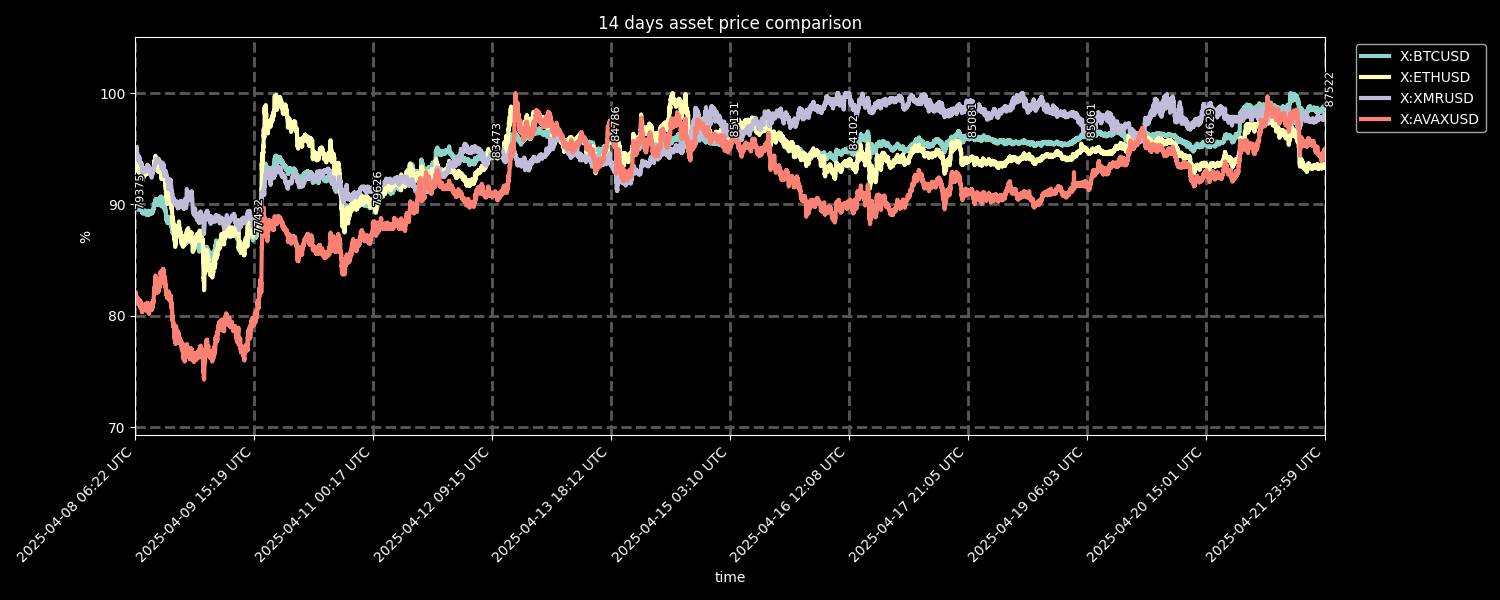 14 days asset price comparison
X:BTCUSD
X:ETHUSD
X:XMRUSD
X:AVAXUSD
100
90
80
70
%
79375
77432
79626
83473
84786
85131
84102
85081
85061
84629
87522
2025-04-08 06:22 UTC
2025-04-09 15:19 UTC
2025-04-11 00:17 UTC
2025-04-12 09:15 UTC
2025-04-13 18:12 UTC
2025-04-15 03:10 UTC
2025-04-16 12:08 UTC
2025-04-17 21:05 UTC
2025-04-19 06:03 UTC
2025-04-20 15:01 UTC
2025-04-21 23:59 UTC
time